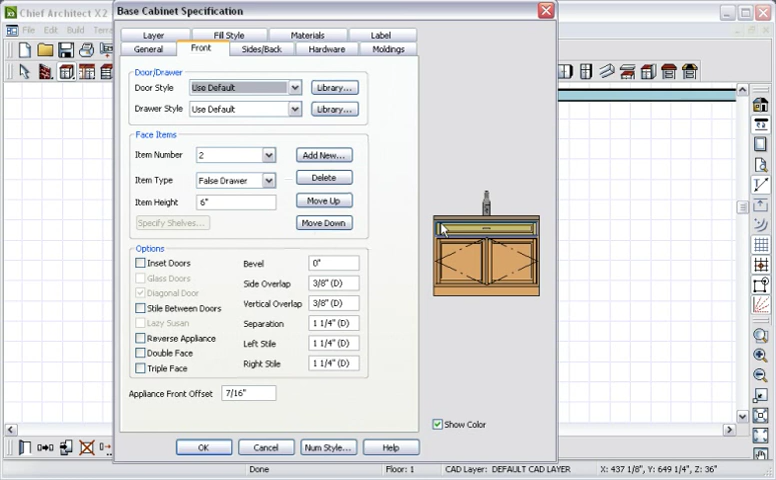 Chief Architect X2
Base Cabinet Specification
File Edit Build
Layer Fill Style Materials Label
General Front Sides/Back Hardware Moldings
Door/Drawer
Door Style Use Default Library...
Drawer Style Use Default Library...
Face Items
Item Number 2 Add New...
Item Type False Drawer Delete
Item Height 6" Move Up
Specify Shelves... Move Down
Options
Inset Doors Bevel 0"
Glass Doors Side Overlap 3/8" (D)
Diagonal Door
Stile Between Doors Vertical Overlap 3/8" (D)
Lazy Susan Separation 1 1/4" (D)
Reverse Appliance Left Stile 1 1/4" (D)
Double Face
Triple Face Right Stile 1 1/4" (D)
Appliance Front Offset 7/16"
Show Color
OK Cancel Num Style... Help
Done Floor: 1 CAD Layer: DEFAULT CAD LAYER X: 437 1/8", Y: 649 1/4", Z: 36"